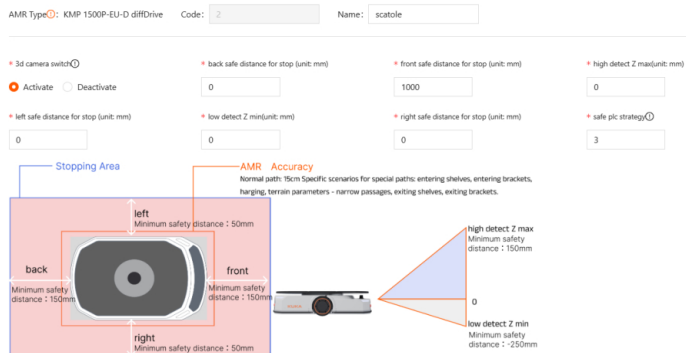 AMR Type①: KMP 1500P-EU-D diffDrive Code: 2 Name: scatole
* 3d camera switch * back safe distance for stop (unit: mm) * front safe distance for stop (unit: mm) * high detect Z max(unit: mm)
Activate Deactivate 0 1000 0
* left safe distance for stop (unit: mm) * low detect Z min(unit: mm) * right safe distance for stop (unit: mm) * safe plc strategy
0 0 0 3
Stopping Area
AMR Accuracy
Normal path: 15cm Specific scenarios for special paths: entering shelves, entering brackets,
harging, terrain parameters - narrow passages, exiting shelves, exiting brackets.
left
Minimum safety distance：50mm
back
Minimum safety
distance：150mm
front
Minimum safety
distance：150mm
right
Minimum safety distance：50mm
high detect Z max
Minimum safety
distance：150mm
0
low detect Z min
Minimum safety
distance：-250mm